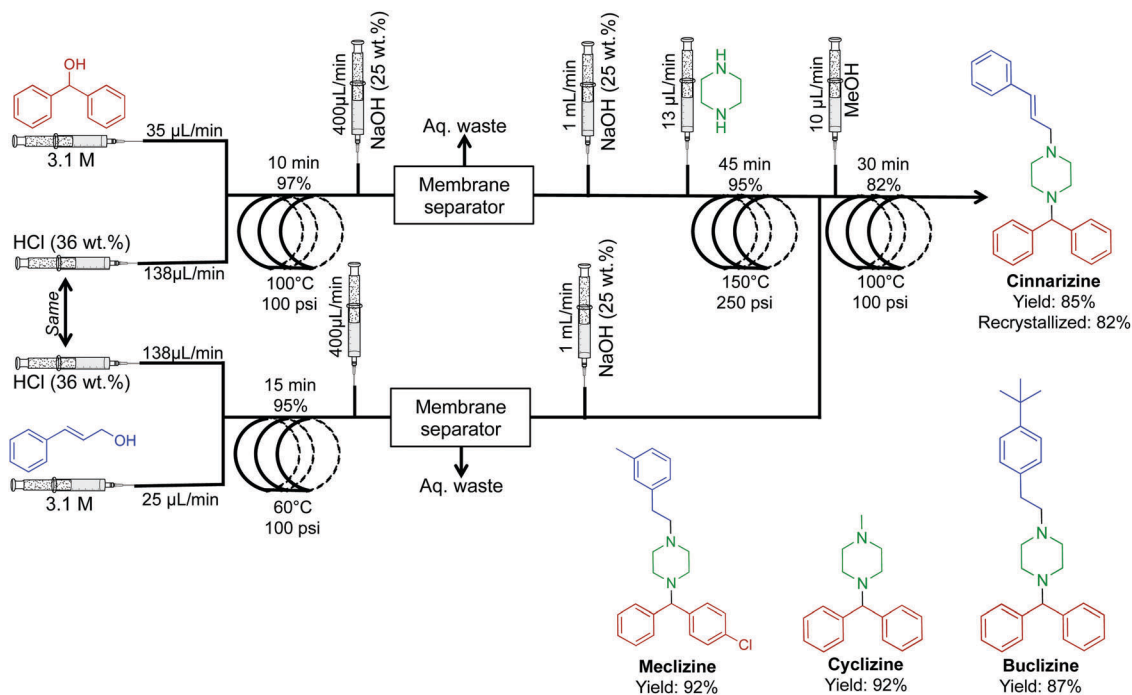 OH
35 µL/min
3.1 M
HCl (36 wt.%)
138µL/min
Same
138µL/min
HCl (36 wt.%)
OH
3.1 M
25 µL/min
10 min
97%
100°C
100 psi
400µL/min
NaOH (25 wt.%)
Aq. waste
Membrane
separator
1 mL/min
NaOH (25 wt.%)
13 µL/min
H
N
N
H
45 min
95%
150°C
250 psi
10 µL/min
MeOH
30 min
82%
100°C
100 psi
15 min
95%
60°C
100 psi
400µL/min
Membrane
separator
Aq. waste
1 mL/min
NaOH (25 wt.%)
N
N
Cinnarizine
Yield: 85%
Recrystallized: 82%
N
N
Cl
Meclizine
Yield: 92%
N
N
Cyclizine
Yield: 92%
N
N
Buclizine
Yield: 87%